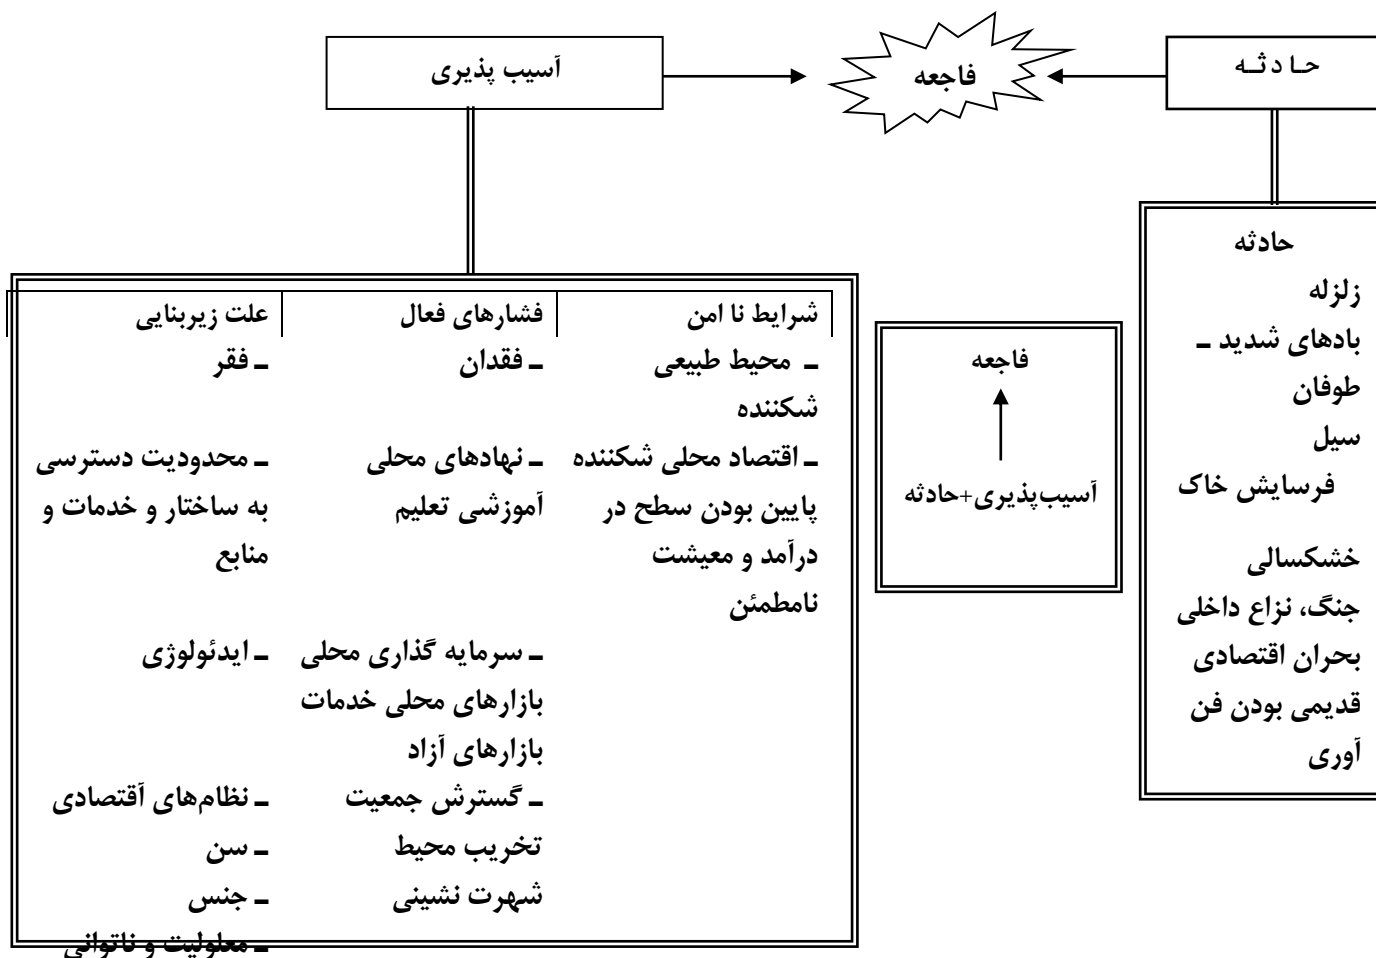 حادثه
فاجعه
آسیب پذیری
حادثه
زلزله
بادهای شدید ـ
طوفان
سیل
فرسایش خاک
خشکسالی
جنگ، نزاع داخلی
بحران اقتصادی
قدیمی بودن فن
آوری
فاجعه
آسیب‌پذیری+حادثه
شرایط نا امن
ـ محیط طبیعی
شکننده
ـ اقتصاد محلی شکننده
پایین بودن سطح در
درآمد و معیشت
نامطمئن
فشارهای فعال
ـ فقدان
ـ نهادهای محلی
آموزشی تعلیم
ـ سرمایه گذاری محلی
بازارهای محلی خدمات
بازارهای آزاد
ـ گسترش جمعیت
تخریب محیط
شهرت نشینی
علت زیربنایی
ـ فقر
ـ محدودیت دسترسی
به ساختار و خدمات و
منابع
ـ ایدئولوژی
ـ نظام‌های آقتصادی
ـ سن
ـ جنس
ـ معلولیت و ناتوانی